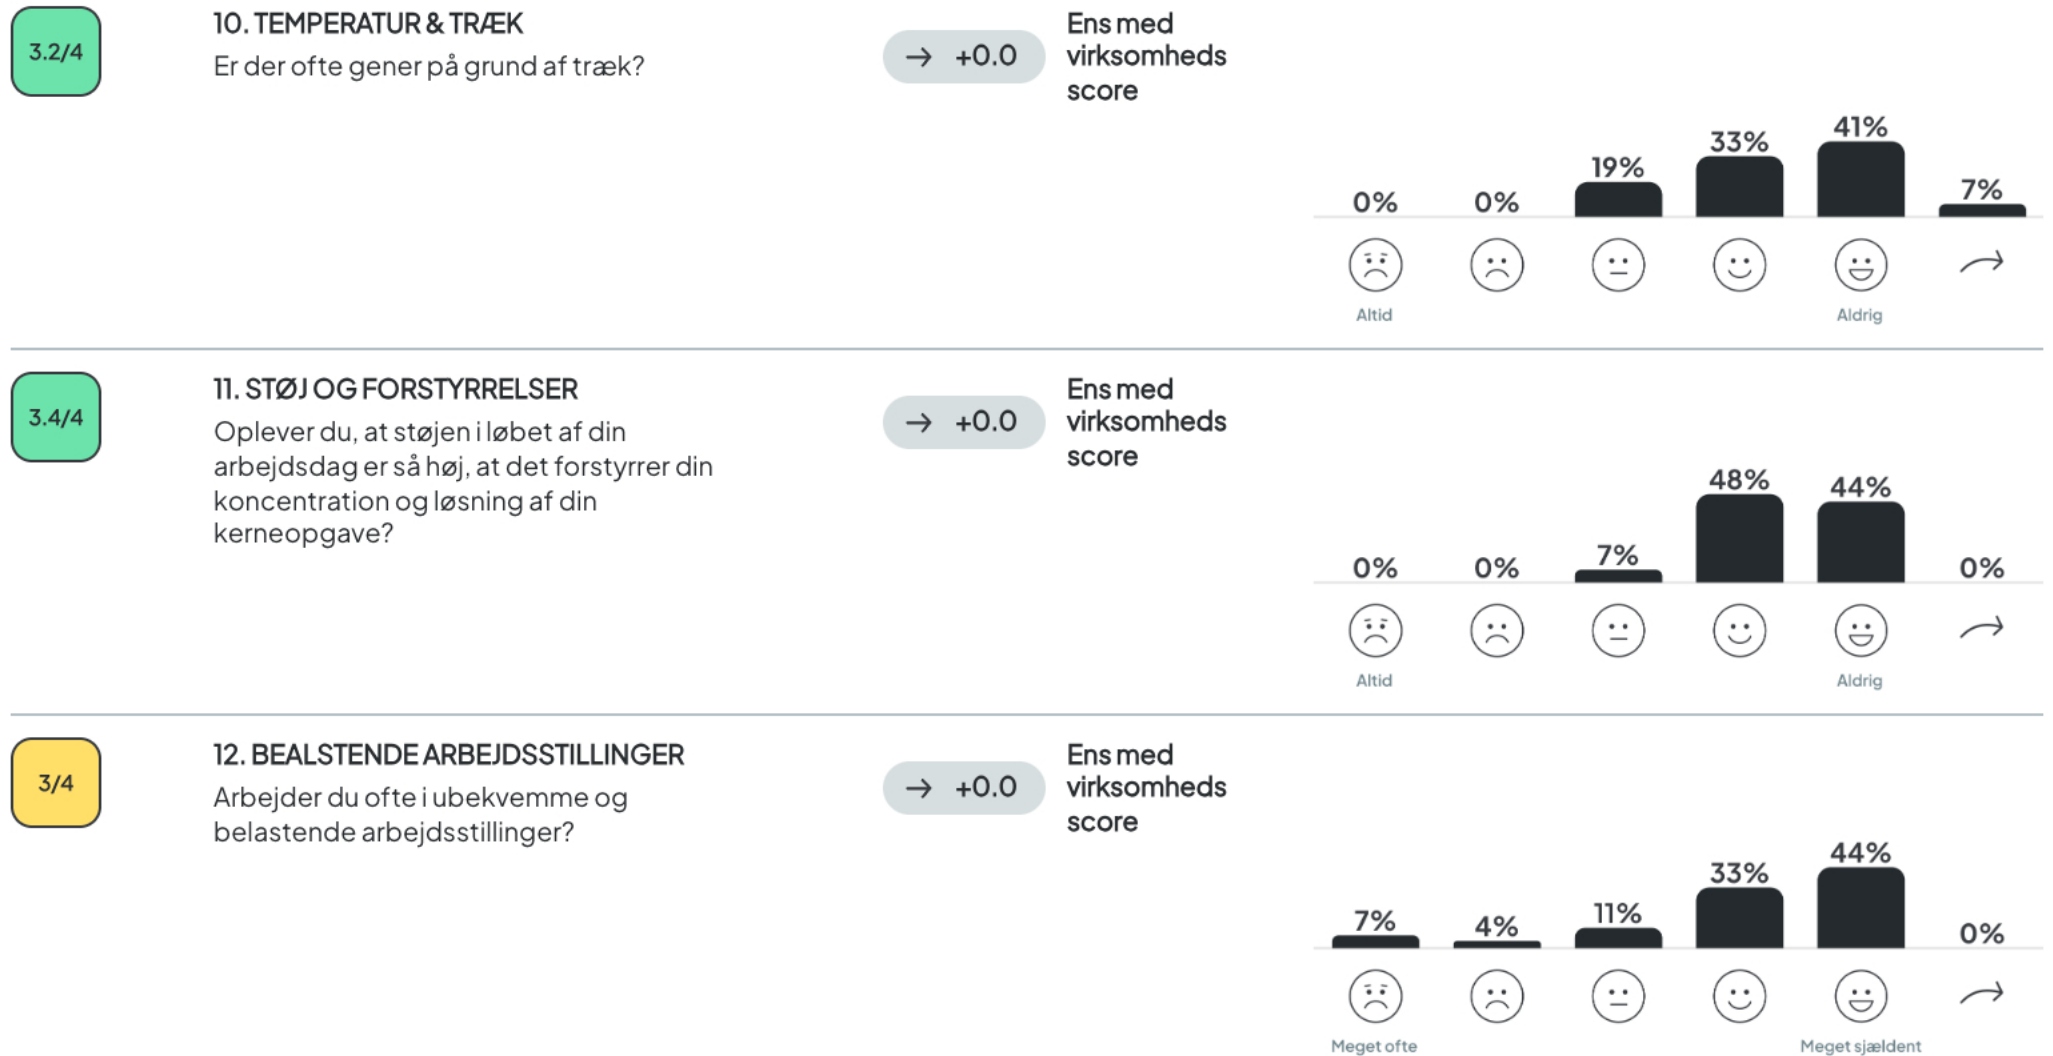 3.2/4
10. TEMPERATUR & TRÆK
Er der ofte gener på grund af træk?
→ +0.0
Ens med
virksomheds
score
0% 0% 19% 33% 41% 7%
Altid Aldrig
3.4/4
11. STØJ OG FORSTYRRELSER
Oplever du, at støjen i løbet af din
arbejdsdag er så høj, at det forstyrrer din
koncentration og løsning af din
kerneopgave?
→ +0.0
Ens med
virksomheds
score
0% 0% 7% 48% 44% 0%
Altid Aldrig
3/4
12. BEALSTENDE ARBEJDSSTILLINGER
Arbejder du ofte i ubekvemme og
belastende arbejdsstillinger?
→ +0.0
Ens med
virksomheds
score
7% 4% 11% 33% 44% 0%
Meget ofte Meget sjældent